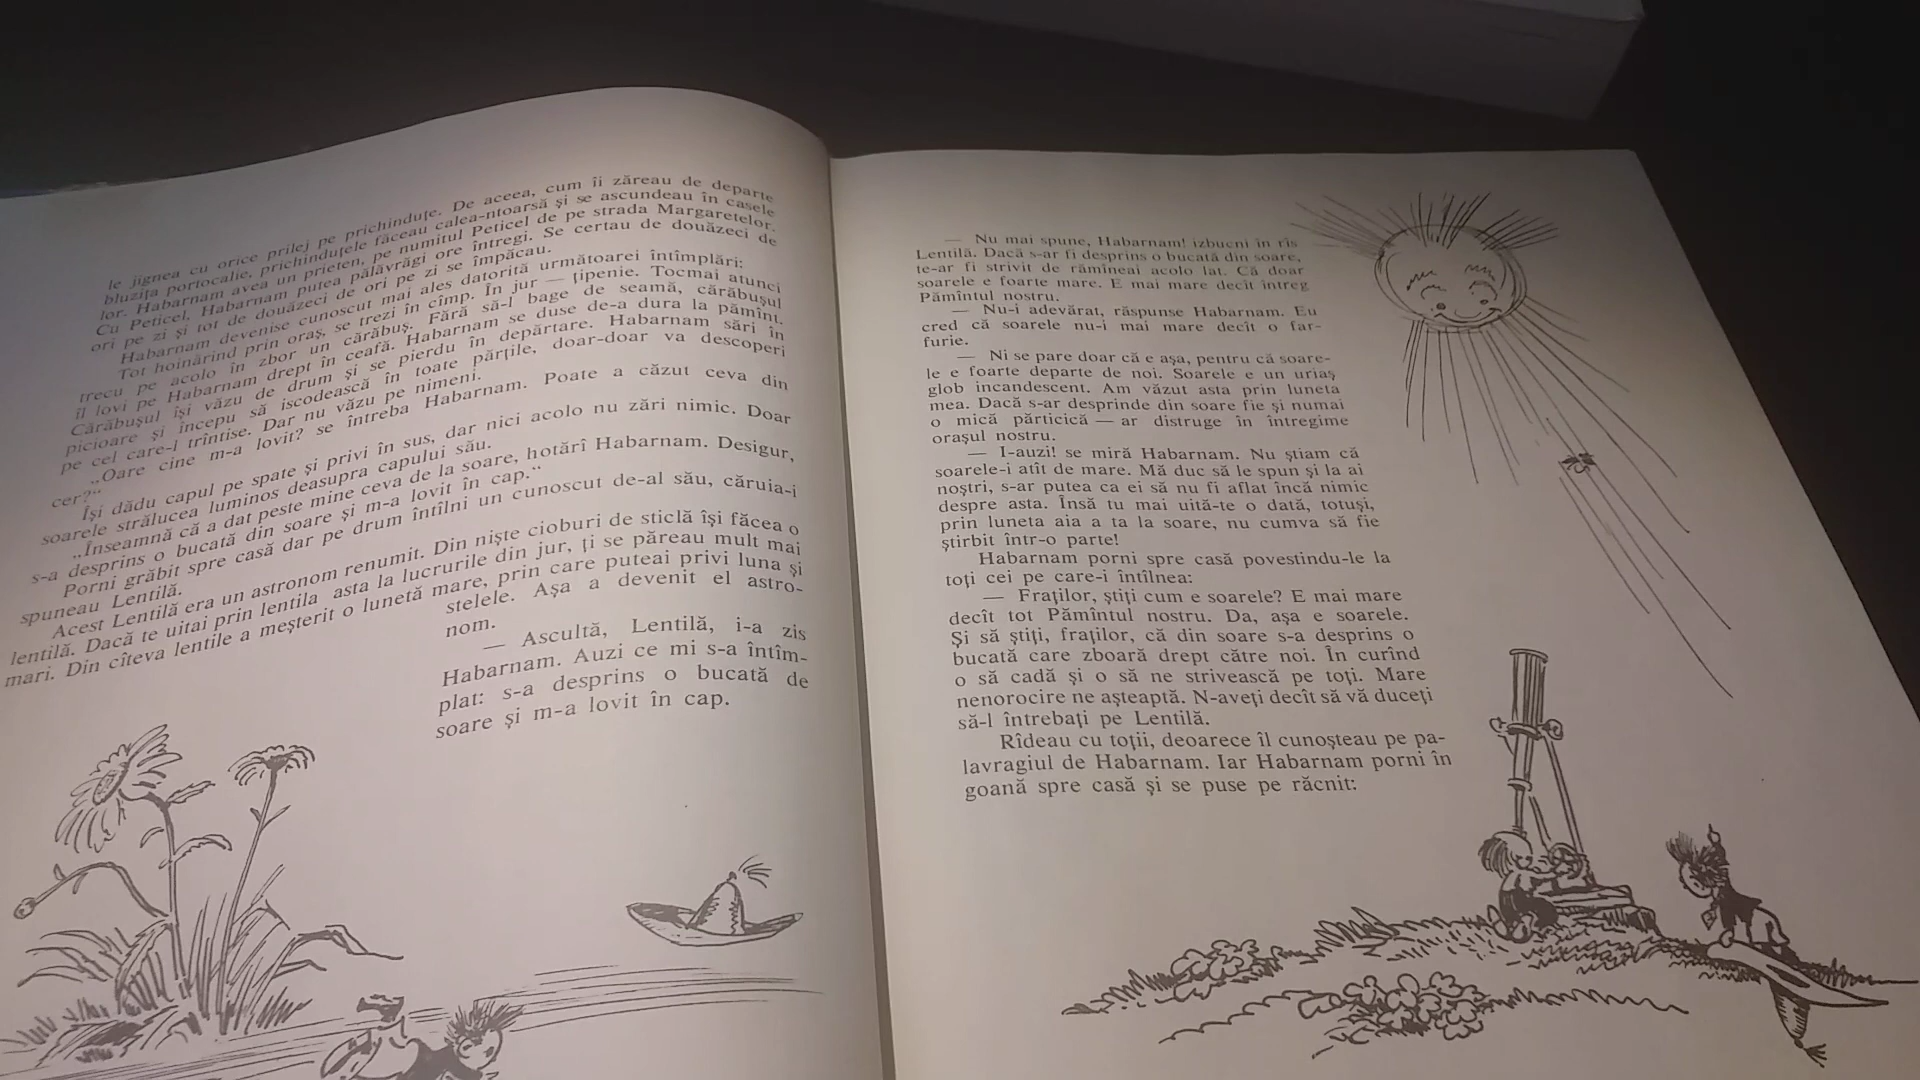 le jignea cu orice prilej pe prichinduțe. De aceea, cum îi zăreau de departe
bluzița portocalie, prichinduțele făceau calea-ntoarsă și se ascundeau în casele
lor. Habarnam avea un prieten, pe numitul Peticel de pe strada Margaretelor.
Cu Peticel, Habarnam putea pălăvrăgi ore întregi. Se certau de douăzeci de
ori pe zi și tot de douăzeci de ori pe zi se împăcau.
Habarnam devenise cunoscut mai ales datorită următoarei întîmplări:
Tot hoinărind prin oraș, se trezi în cîmp. În jur — țipenie. Tocmai atunci
trecu pe acolo în zbor un cărăbuș. Fără să-l bage de seamă, cărăbușul
îl lovi pe Habarnam drept în ceafă. Habarnam se duse de-a dura la pămînt.
Cărăbușul își văzu de drum și se pierdu în depărtare. Habarnam sări în
picioare și începu să iscodească în toate părțile, doar-doar va descoperi
pe cel care-l trîntise. Dar nu văzu pe nimeni.
„Oare cine m-a lovit? se întreba Habarnam. Poate a căzut ceva din
cer?“
Își dădu capul pe spate și privi în sus, dar nici acolo nu zări nimic. Doar
soarele strălucea luminos deasupra capului său.
„Înseamnă că a dat peste mine ceva de la soare, hotărî Habarnam. Desigur,
s-a desprins o bucată din soare și m-a lovit în cap.“
Porni grăbit spre casă dar pe drum întîlni un cunoscut de-al său, căruia-i
spuneau Lentilă.
Acest Lentilă era un astronom renumit. Din niște cioburi de sticlă își făcea o
lentilă. Dacă te uitai prin lentila asta la lucrurile din jur, ți se păreau mult mai
mari. Din cîteva lentile a meșterit o lunetă mare, prin care puteai privi luna și
stelele. Așa a devenit el astro-
nom.
— Ascultă, Lentilă, i-a zis
Habarnam. Auzi ce mi s-a întîm-
plat: s-a desprins o bucată de
soare și m-a lovit în cap.
— Nu mai spune, Habarnam! izbucni în rîs
Lentilă. Dacă s-ar fi desprins o bucată din soare,
te-ar fi strivit de rămîneai acolo lat. Că doar
soarele e foarte mare. E mai mare decît întreg
Pămîntul nostru.
— Nu-i adevărat, răspunse Habarnam. Eu
cred că soarele nu-i mai mare decît o far-
furie.
— Ni se pare doar că e așa, pentru că soare-
le e foarte departe de noi. Soarele e un uriaș
glob incandescent. Am văzut asta prin luneta
mea. Dacă s-ar desprinde din soare fie și numai
o mică părticică — ar distruge în întregime
orașul nostru.
— I-auzi! se miră Habarnam. Nu știam că
soarele-i atît de mare. Mă duc să le spun și la ai
noștri, s-ar putea ca ei să nu fi aflat încă nimic
despre asta. Însă tu mai uită-te o dată, totuși,
prin luneta aia a ta la soare, nu cumva să fie
știrbit într-o parte!
Habarnam porni spre casă povestindu-le la
toți cei pe care-i întîlnea:
— Fraților, știți cum e soarele? E mai mare
decît tot Pămîntul nostru. Da, așa e soarele.
Și să știți, fraților, că din soare s-a desprins o
bucată care zboară drept către noi. În curînd
o să cadă și o să ne strivească pe toți. Mare
nenorocire ne așteaptă. N-aveți decît să vă duceți
să-l întrebați pe Lentilă.
Rîdeau cu toții, deoarece îl cunoșteau pe pa-
lavragiul de Habarnam. Iar Habarnam porni în
goană spre casă și se puse pe răcnit: